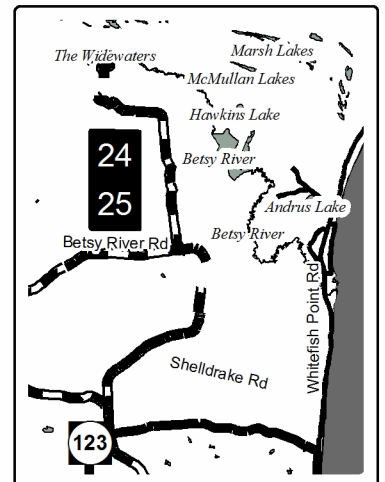 Marsh Lakes
The Widewaters
McMullan Lakes
Hawkins Lake
24
Betsy River
25
Andrus Lake
Betsy River
Betsy River Rd
Whitefish Point Rd
Shelldrake Rd
123